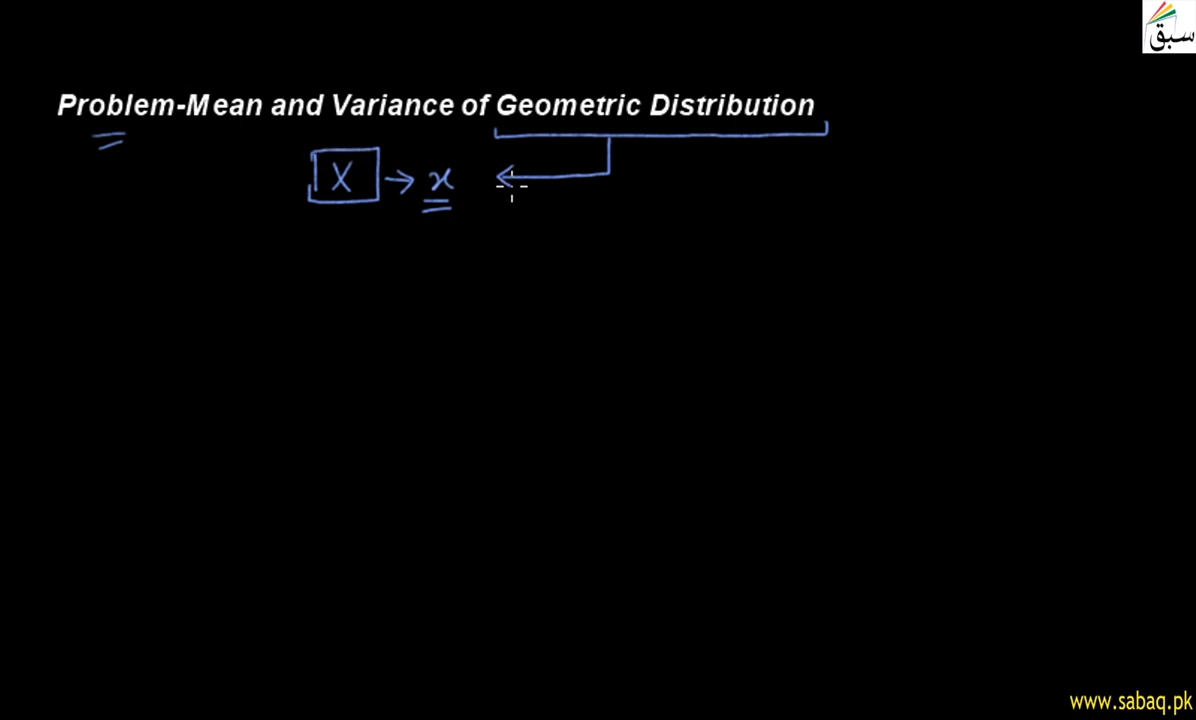 سبق
Problem-Mean and Variance of Geometric Distribution
X → x
www.sabaq.pk